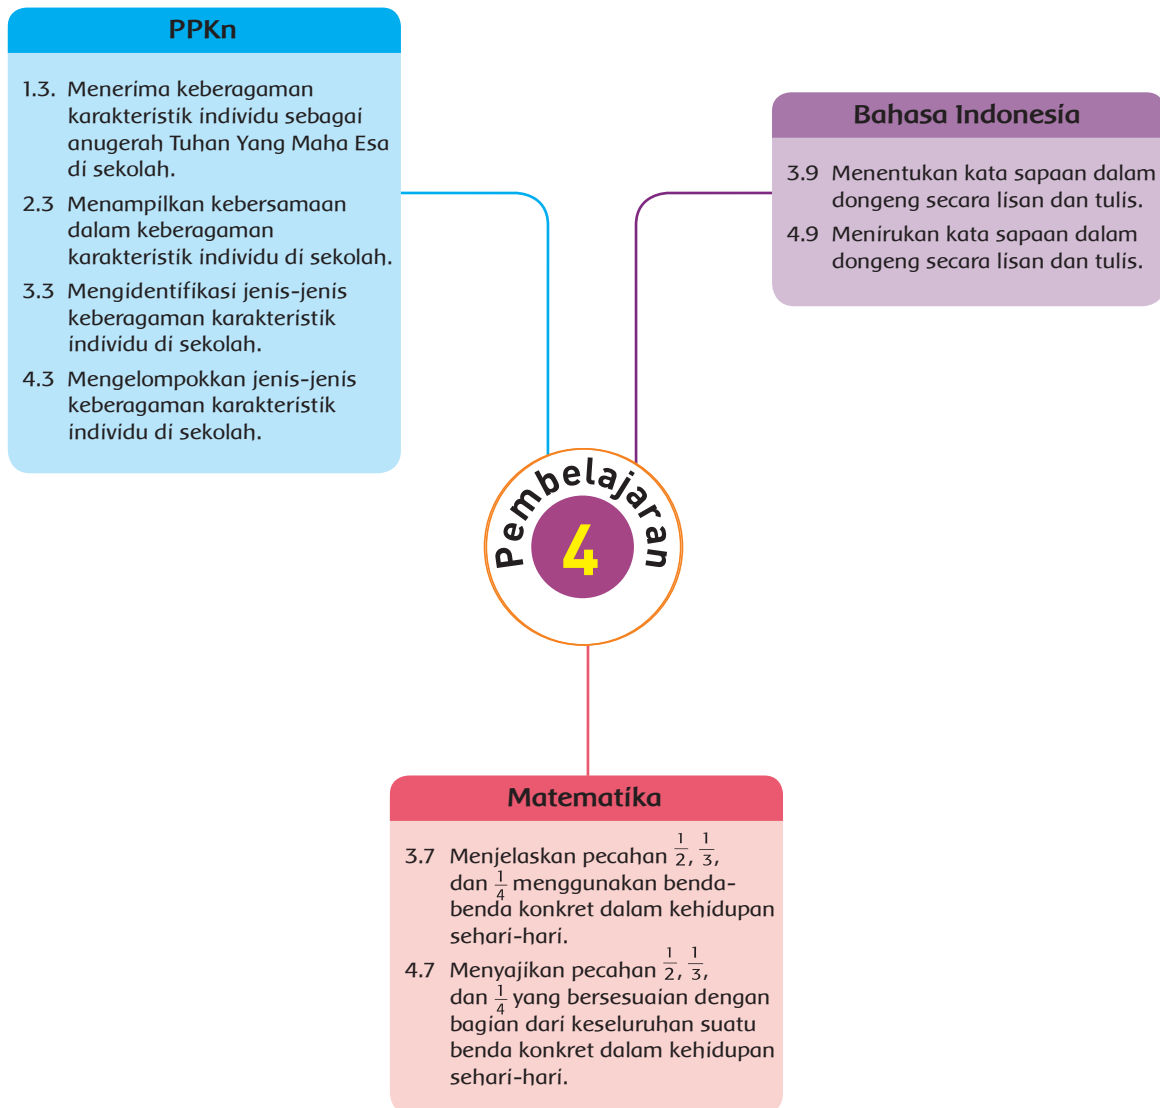 PPKn
1.3. Menerima keberagaman
karakteristik individu sebagai
anugerah Tuhan Yang Maha Esa
di sekolah.
2.3 Menampilkan kebersamaan
dalam keberagaman
karakteristik individu di sekolah.
3.3 Mengidentifikasi jenis-jenis
keberagaman karakteristik
individu di sekolah.
4.3 Mengelompokkan jenis-jenis
keberagaman karakteristik
individu di sekolah.
Bahasa Indonesia
3.9 Menentukan kata sapaan dalam
dongeng secara lisan dan tulis.
4.9 Menirukan kata sapaan dalam
dongeng secara lisan dan tulis.
Pembelajaran
4
Matematika
3.7 Menjelaskan pecahan 1/2, 1/3,
dan 1/4 menggunakan benda-
benda konkret dalam kehidupan
sehari-hari.
4.7 Menyajikan pecahan 1/2, 1/3,
dan 1/4 yang bersesuaian dengan
bagian dari keseluruhan suatu
benda konkret dalam kehidupan
sehari-hari.